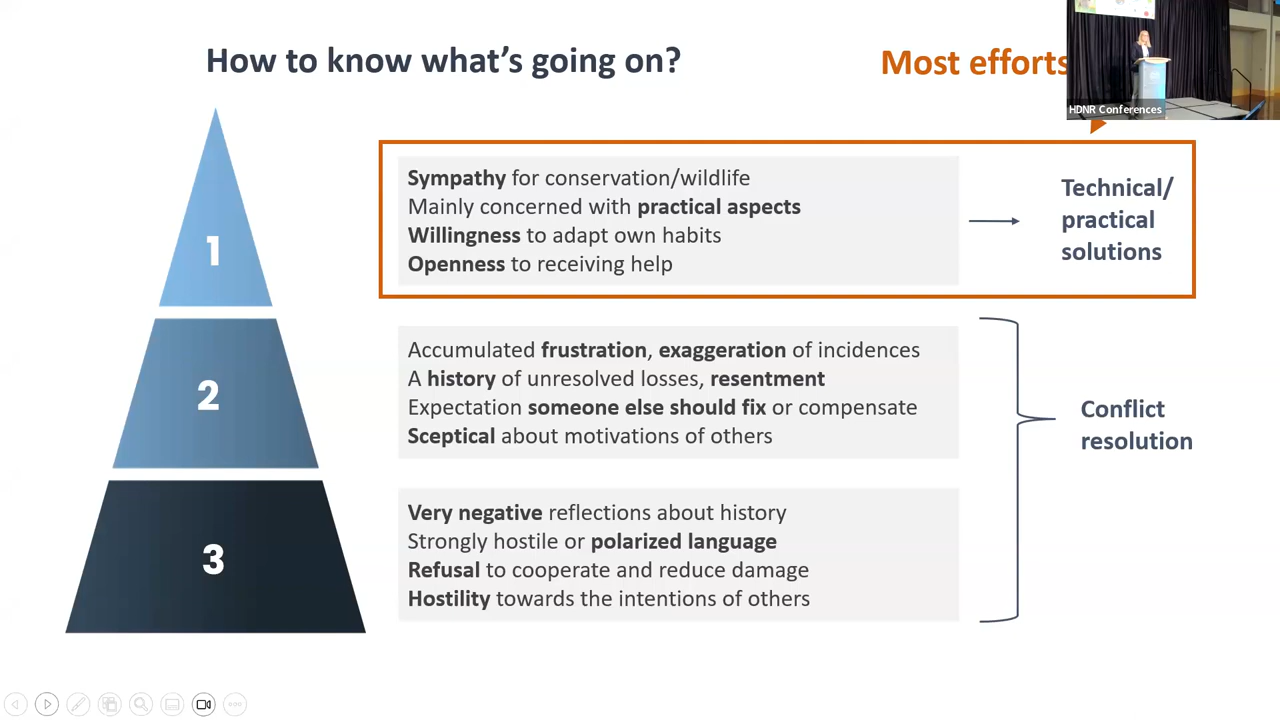 How to know what's going on?
Most efforts
HDNR Conferences
1
Sympathy for conservation/wildlife
Mainly concerned with practical aspects
Willingness to adapt own habits
Openness to receiving help
Technical/
practical
solutions
2
Accumulated frustration, exaggeration of incidences
A history of unresolved losses, resentment
Expectation someone else should fix or compensate
Sceptical about motivations of others
Conflict
resolution
3
Very negative reflections about history
Strongly hostile or polarized language
Refusal to cooperate and reduce damage
Hostility towards the intentions of others